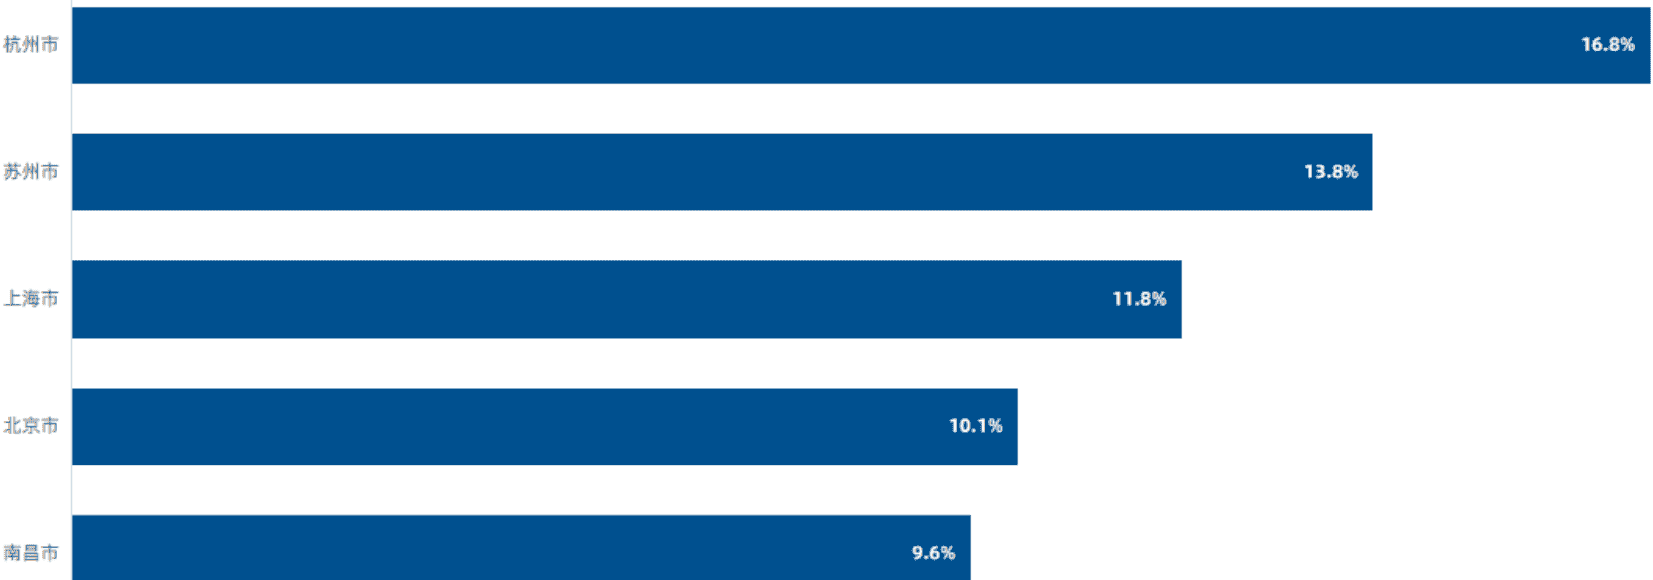 杭州市 16.8%
苏州市 13.8%
上海市 11.8%
北京市 10.1%
南昌市 9.6%